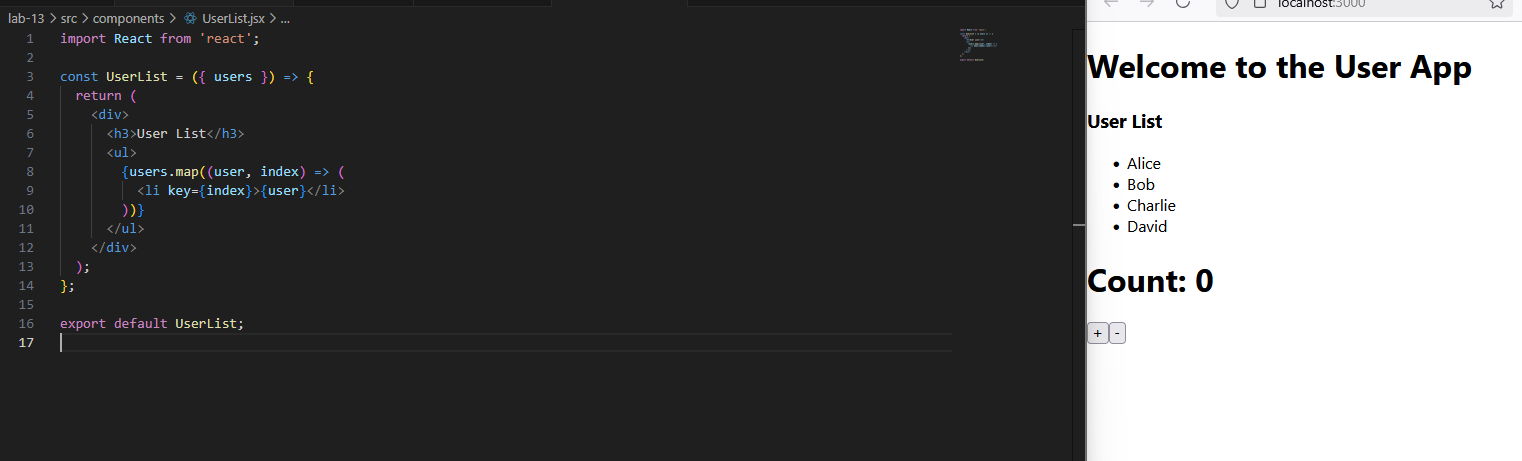 lab-13 > src > components > UserList.jsx > ...
1 import React from 'react';
2
3 const UserList = ({ users }) => {
4   return (
5     <div>
6       <h3>User List</h3>
7       <ul>
8         {users.map((user, index) => (
9           <li key={index}>{user}</li>
10         ))}
11       </ul>
12     </div>
13   );
14 };
15
16 export default UserList;
17
localhost:3000
Welcome to the User App
User List
• Alice
• Bob
• Charlie
• David
Count: 0
+ -